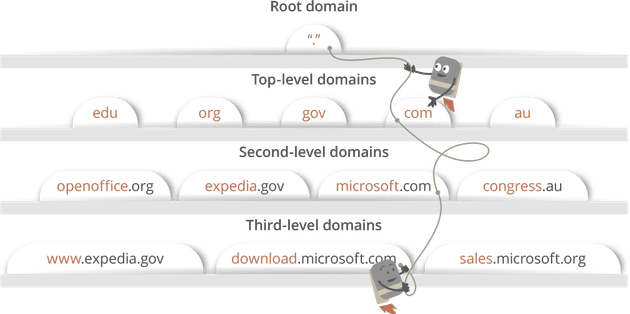 Root domain
“.”
Top-level domains
edu org gov com au
Second-level domains
openoffice.org expedia.gov microsoft.com congress.au
Third-level domains
www.expedia.gov download.microsoft.com sales.microsoft.org